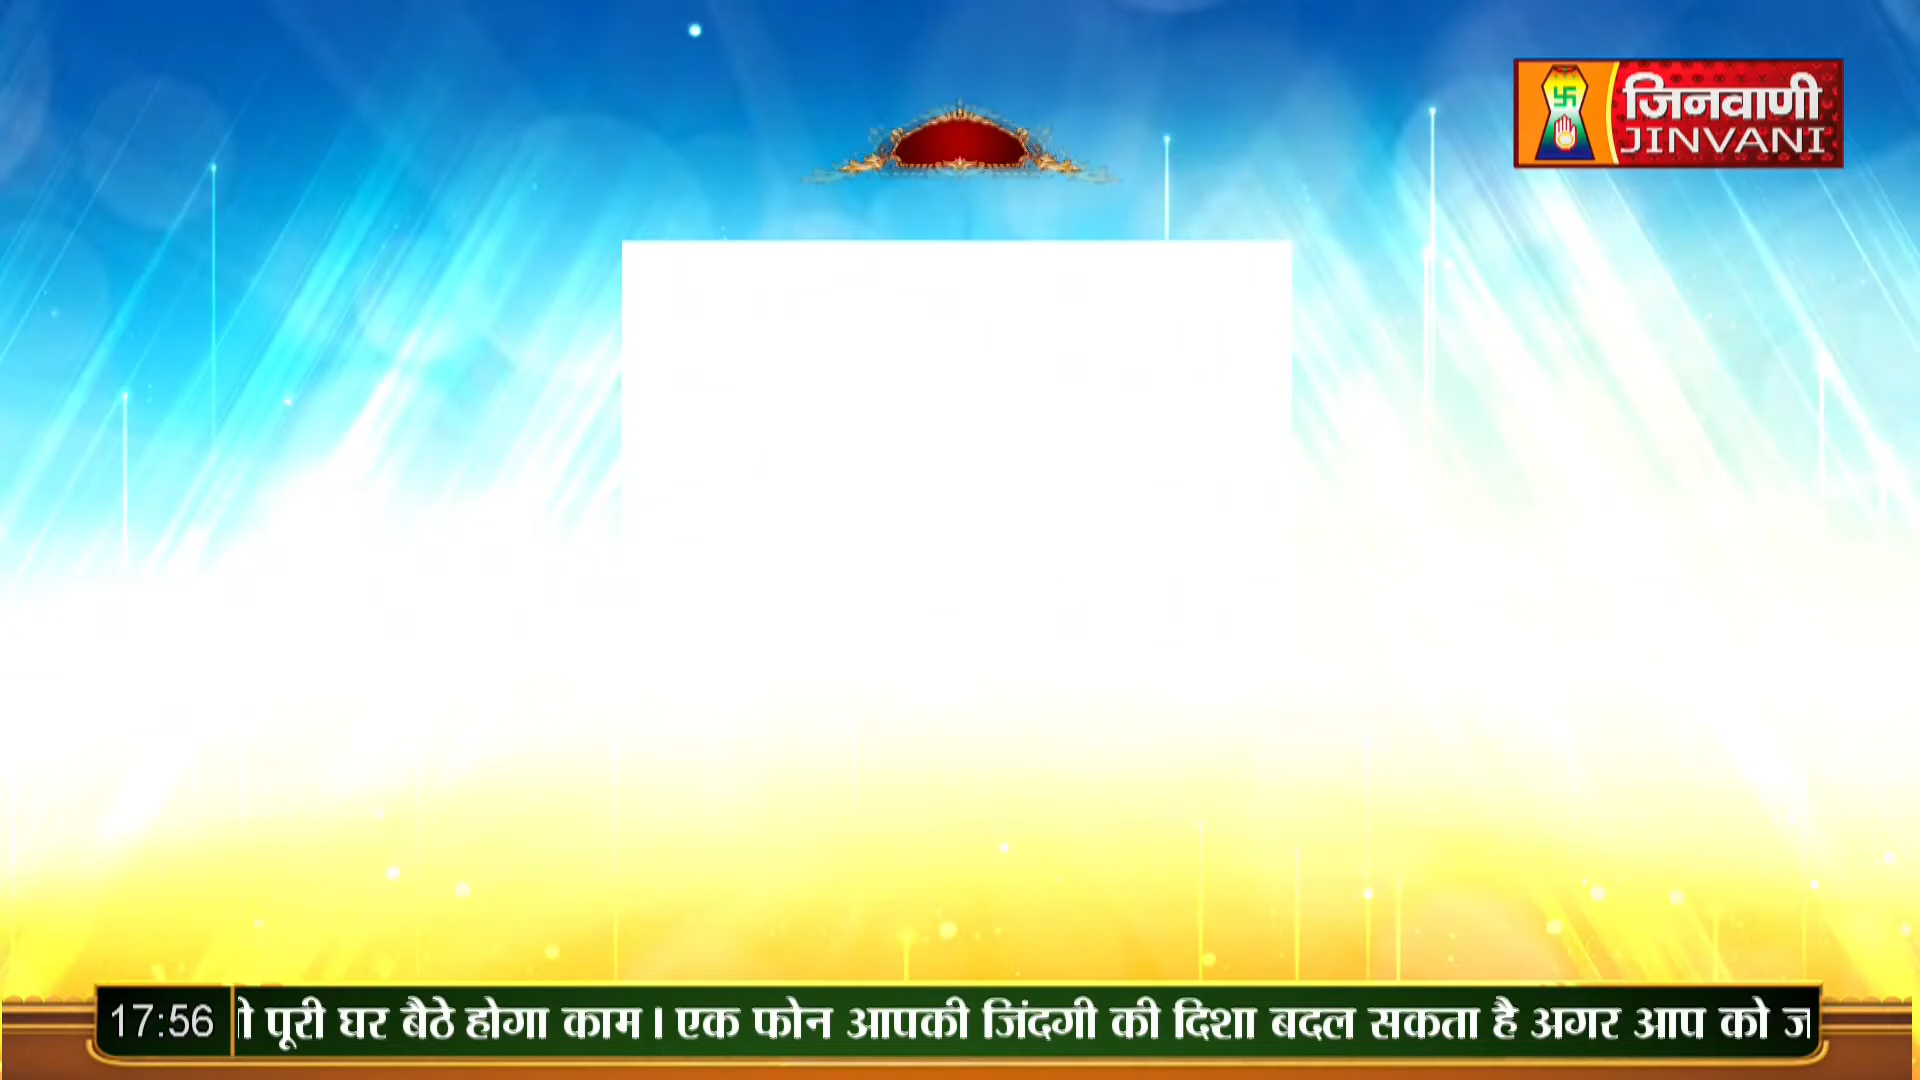 जिनवाणी
JINVANI
17:56 पूरी घर बैठे होगा काम। एक फोन आपकी जिंदगी की दिशा बदल सकता है अगर आप को